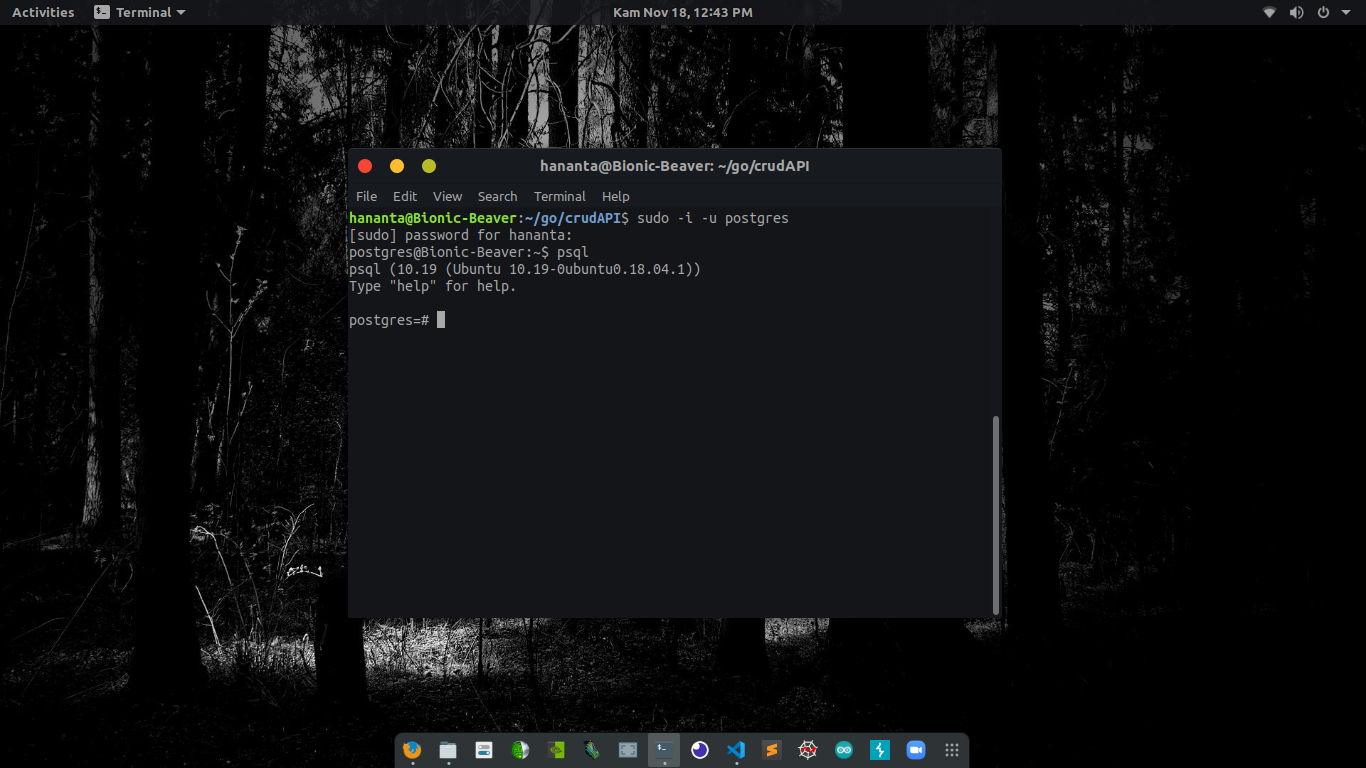 Activities
Terminal
Kam Nov 18, 12:43 PM
hananta@Bionic-Beaver: ~/go/crudAPI
File Edit View Search Terminal Help
hananta@Bionic-Beaver:~/go/crudAPI$ sudo -i -u postgres
[sudo] password for hananta:
postgres@Bionic-Beaver:~$ psql
psql (10.19 (Ubuntu 10.19-0ubuntu0.18.04.1))
Type "help" for help.
postgres=#